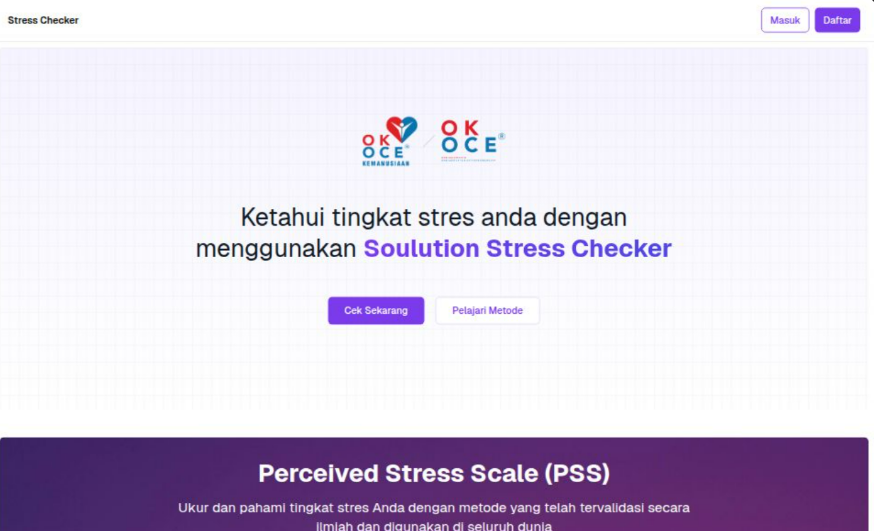 Stress Checker
Masuk
Daftar
OK
OCE®
KEMANUSIAAN
OK
OCE®
Ketahui tingkat stres anda dengan
menggunakan Soulution Stress Checker
Cek Sekarang
Pelajari Metode
Perceived Stress Scale (PSS)
Ukur dan pahami tingkat stres Anda dengan metode yang telah tervalidasi secara
ilmiah dan digunakan di seluruh dunia